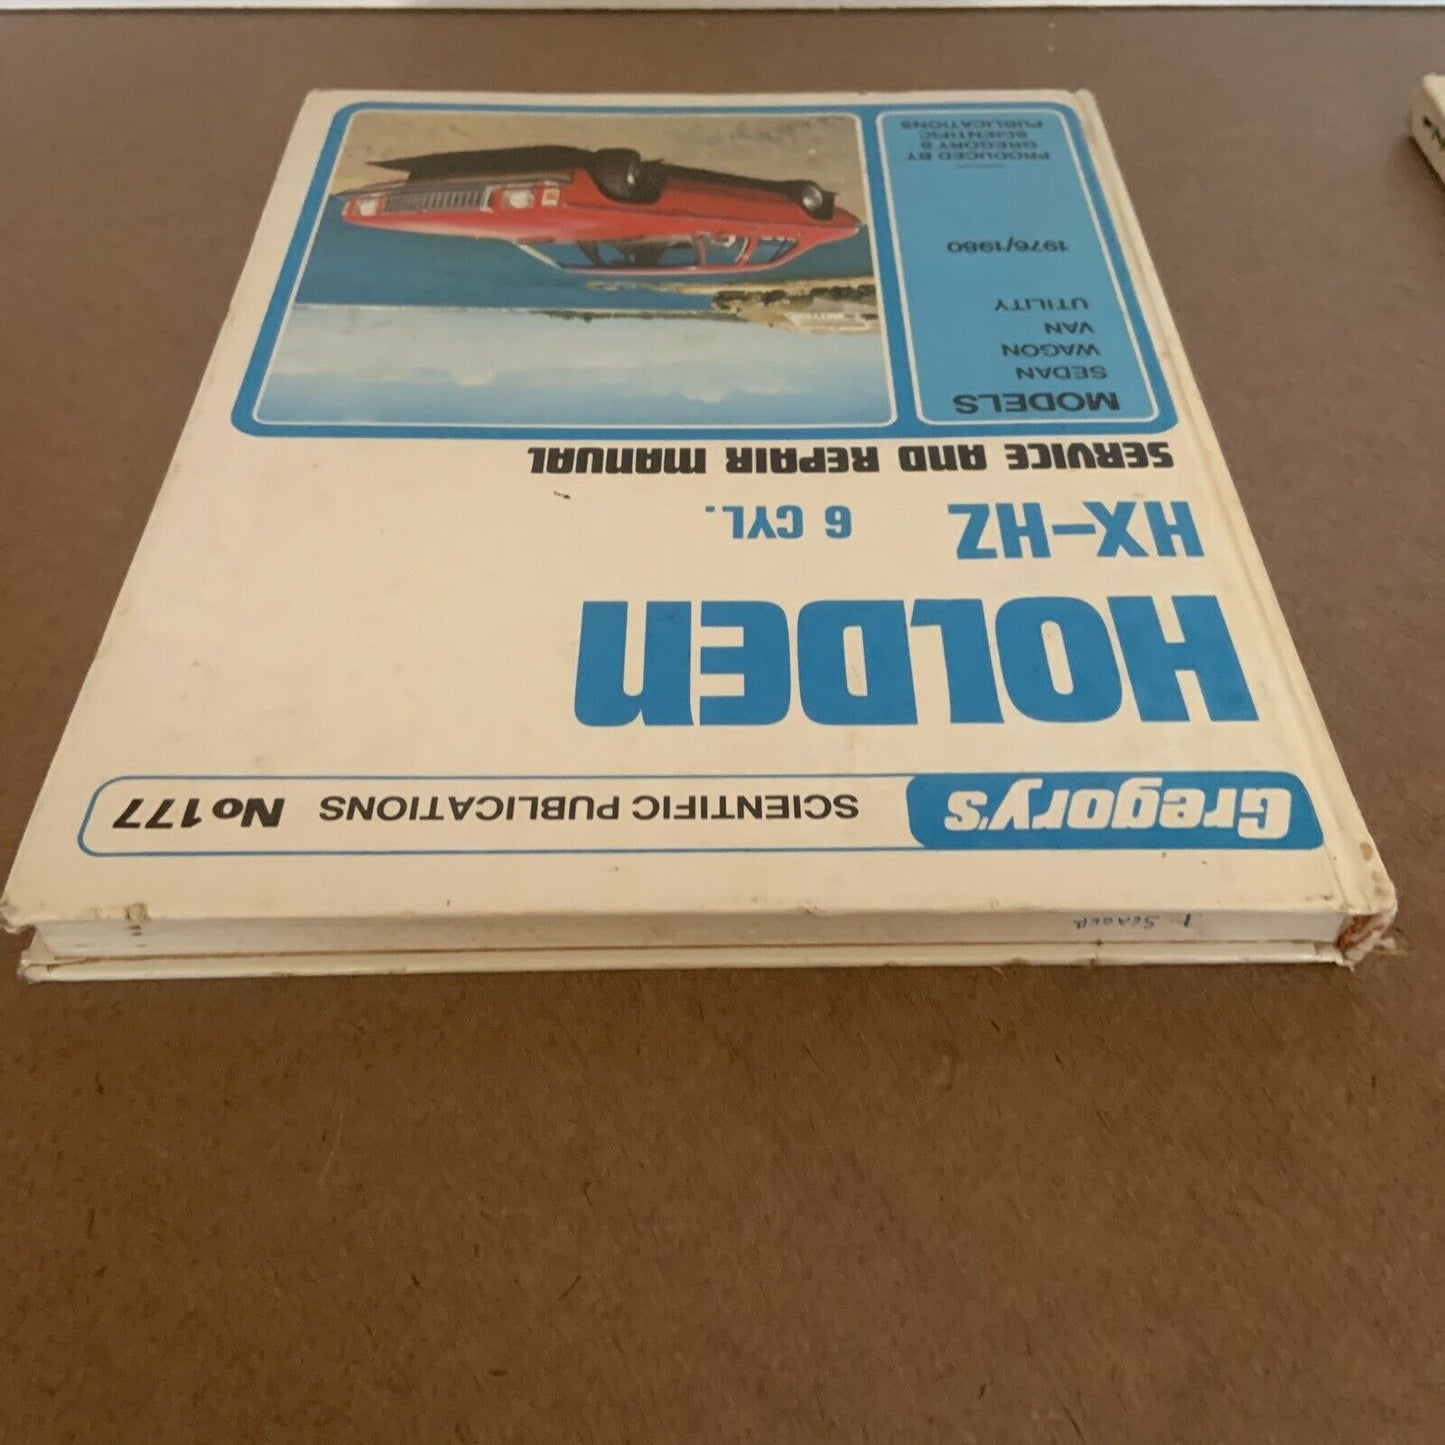 Gregory's SCIENTIFIC PUBLICATIONS No 177
HOLDEN
HX-HZ 6 CYL.
SERVICE AND REPAIR MANUAL
MODELS
SEDAN
WAGON
VAN
UTILITY
1976/1980
PRODUCED BY
GREGORY'S
SCIENTIFIC
PUBLICATIONS
SEAGER